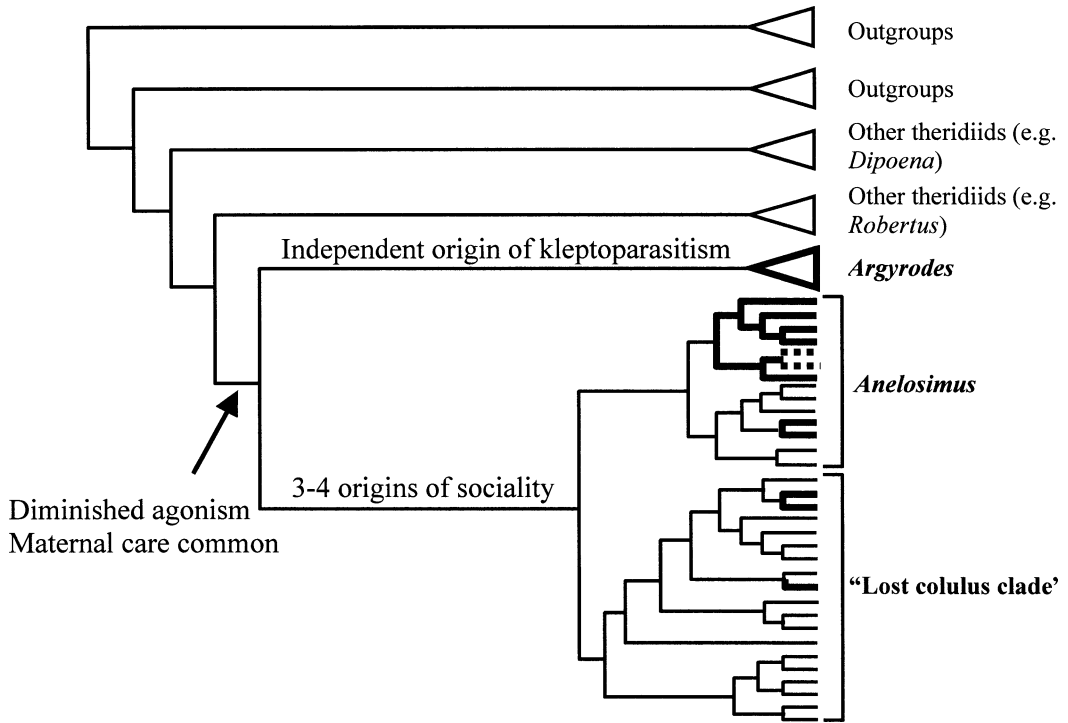 Outgroups
Outgroups
Other theridiids (e.g.
Dipoena)
Other theridiids (e.g.
Robertus)
Independent origin of kleptoparasitism
Argyrodes
Anelosimus
3-4 origins of sociality
Diminished agonism
Maternal care common
“Lost colulus clade’